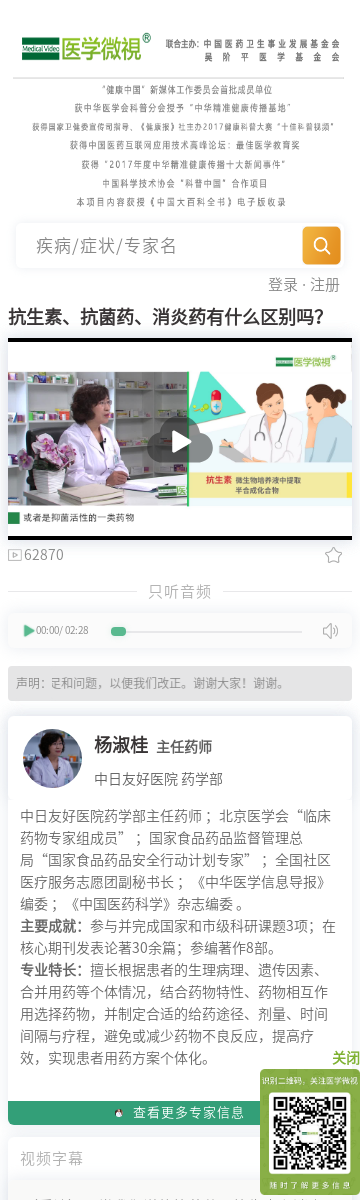 Medical Video 医学微視®
联合主办：中国医药卫生事业发展基金会
吴阶平医学基金会
“健康中国”新媒体工作委员会首批成员单位
获中华医学会科普分会授予“中华精准健康传播基地”
获得国家卫健委宣传司指导、《健康报》社主办2017健康科普大赛“十佳科普视频”
获得中国医药互联网应用技术高峰论坛：最佳医学教育奖
获得“2017年度中华精准健康传播十大新闻事件”
中国科学技术协会“科普中国”合作项目
本项目内容获授《中国大百科全书》电子版收录
疾病/症状/专家名
登录 · 注册
抗生素、抗菌药、消炎药有什么区别吗？
医学微視
抗生素 微生物培养液中提取
半合成化合物
或者是抑菌活性的一类药物
62870
只听音频
00:00/ 02:28
声明：足和问题，以便我们改正。谢谢大家！谢谢。
杨淑桂 主任药师
中日友好医院 药学部
中日友好医院药学部主任药师 ；北京医学会“临床
药物专家组成员” ；国家食品药品监督管理总
局“国家食品药品安全行动计划专家” ；全国社区
医疗服务志愿团副秘书长 ；《中华医学信息导报》
编委 ；《中国医药科学》杂志编委 。
主要成就：参与并完成国家和市级科研课题3项；在
核心期刊发表论著30余篇；参编著作8部。
专业特长：擅长根据患者的生理病理、遗传因素、
合并用药等个体情况，结合药物特性、药物相互作
用选择药物，并制定合适的给药途径、剂量、时间
间隔与疗程，避免或减少药物不良反应，提高疗
效，实现患者用药方案个体化。
关闭
识别二维码，关注医学微视
随时了解更多信息
查看更多专家信息
视频字幕